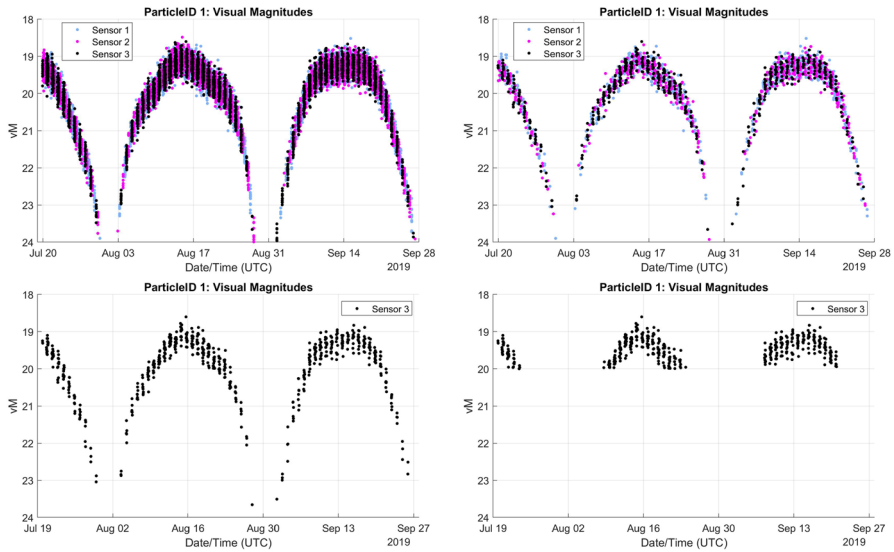 ParticleID 1: Visual Magnitudes
18
19
20
21
22
23
24
vM
Sensor 1
Sensor 2
Sensor 3
Jul 20
Aug 03
Aug 17
Aug 31
Sep 14
Sep 28
Date/Time (UTC)
2019
ParticleID 1: Visual Magnitudes
18
19
20
21
22
23
24
vM
Sensor 1
Sensor 2
Sensor 3
Jul 20
Aug 03
Aug 17
Aug 31
Sep 14
Sep 28
Date/Time (UTC)
2019
ParticleID 1: Visual Magnitudes
18
19
20
21
22
23
24
vM
Sensor 3
Jul 19
Aug 02
Aug 16
Aug 30
Sep 13
Sep 27
Date/Time (UTC)
2019
ParticleID 1: Visual Magnitudes
18
19
20
21
22
23
24
vM
Sensor 3
Jul 19
Aug 02
Aug 16
Aug 30
Sep 13
Sep 27
Date/Time (UTC)
2019